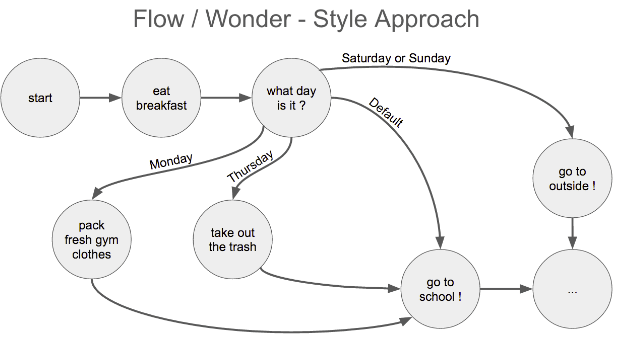 Flow / Wonder - Style Approach
Saturday or Sunday
start
eat
breakfast
what day
is it ?
Default
Monday
Thursday
go to
outside !
pack
fresh gym
clothes
take out
the trash
go to
school !
...